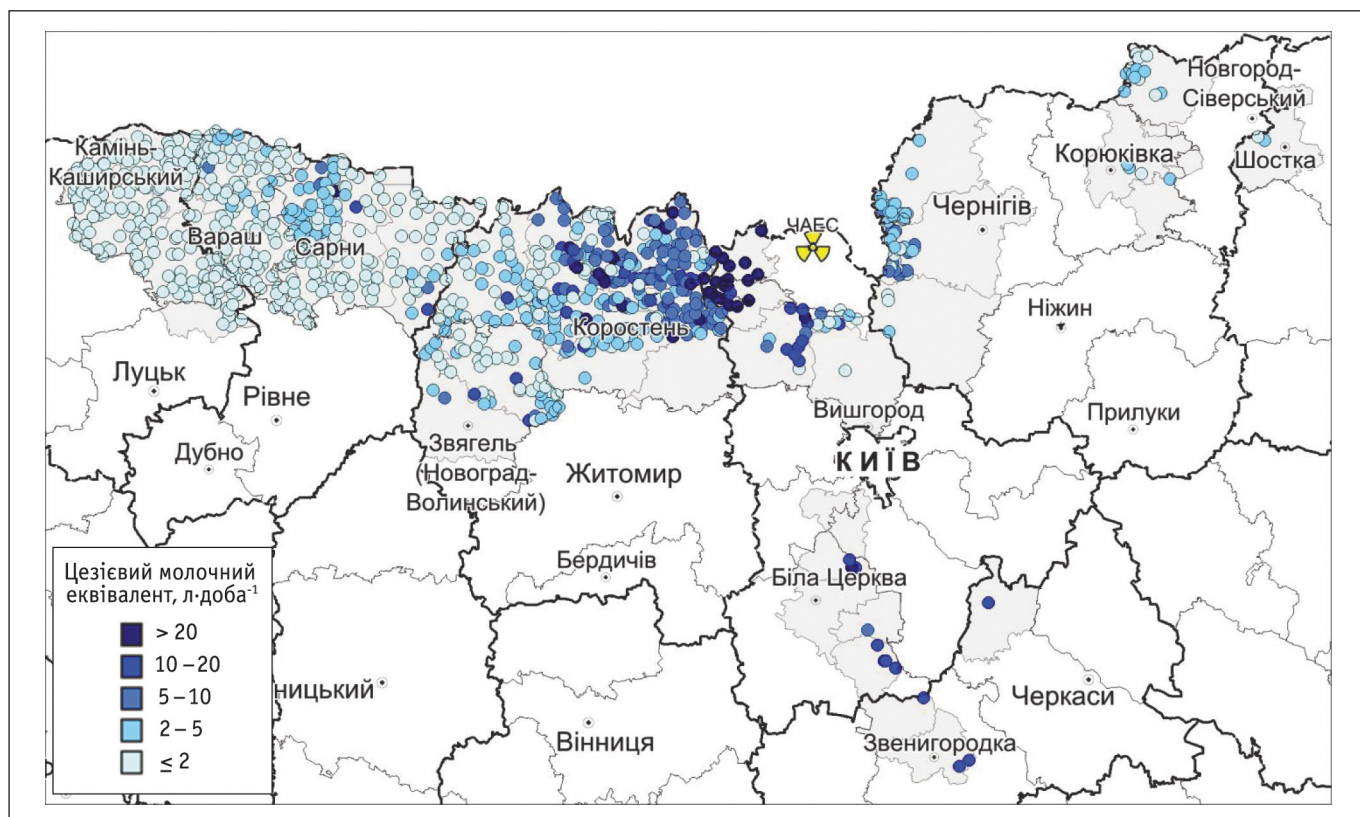 Новгород-
Сіверський
Камінь-
Каширський
Корюківка
Шостка
Чернігів
ЧАЕС
Вараш
Сарни
Ніжин
Коростень
Луцьк
Рівне
Вишгород
Прилуки
Дубно
Звягель
(Новоград-
Волинський)
КИЇВ
Житомир
Бердичів
Біла Церква
Цезієвий молочний
еквівалент, л·доба⁻¹
> 20
10 – 20
5 – 10
2 – 5
≤ 2
ницький
Черкаси
Вінниця
Звенигородка